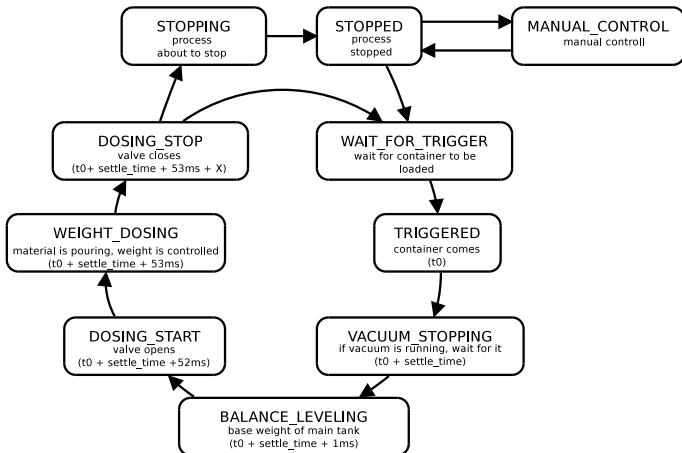 STOPPING
process
about to stop
STOPPED
process
stopped
MANUAL_CONTROL
manual controll
DOSING_STOP
valve closes
(t0+ settle_time + 53ms + X)
WAIT_FOR_TRIGGER
wait for container to be
loaded
WEIGHT_DOSING
material is pouring, weight is controlled
(t0 + settle_time + 53ms)
TRIGGERED
container comes
(t0)
DOSING_START
valve opens
(t0 + settle_time +52ms)
VACUUM_STOPPING
if vacuum is running, wait for it
(t0 + settle_time)
BALANCE_LEVELING
base weight of main tank
(t0 + settle_time + 1ms)